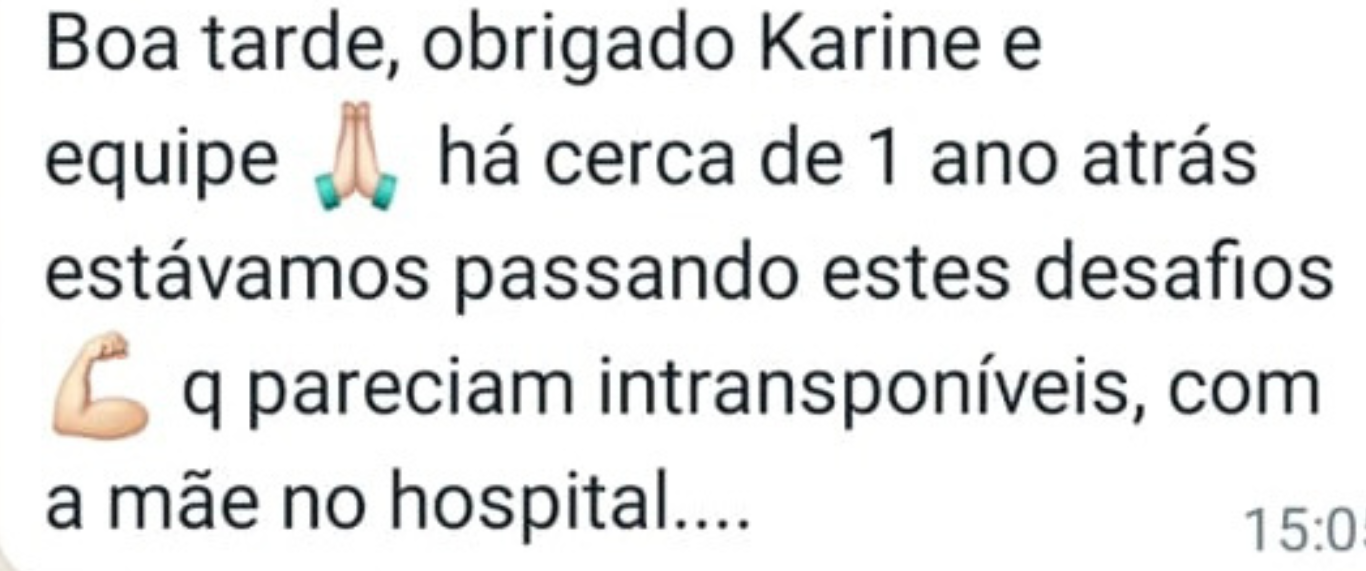 Boa tarde, obrigado Karine e
equipe 🙏🏻 há cerca de 1 ano atrás
estávamos passando estes desafios
💪🏻 q pareciam intransponíveis, com
a mãe no hospital....